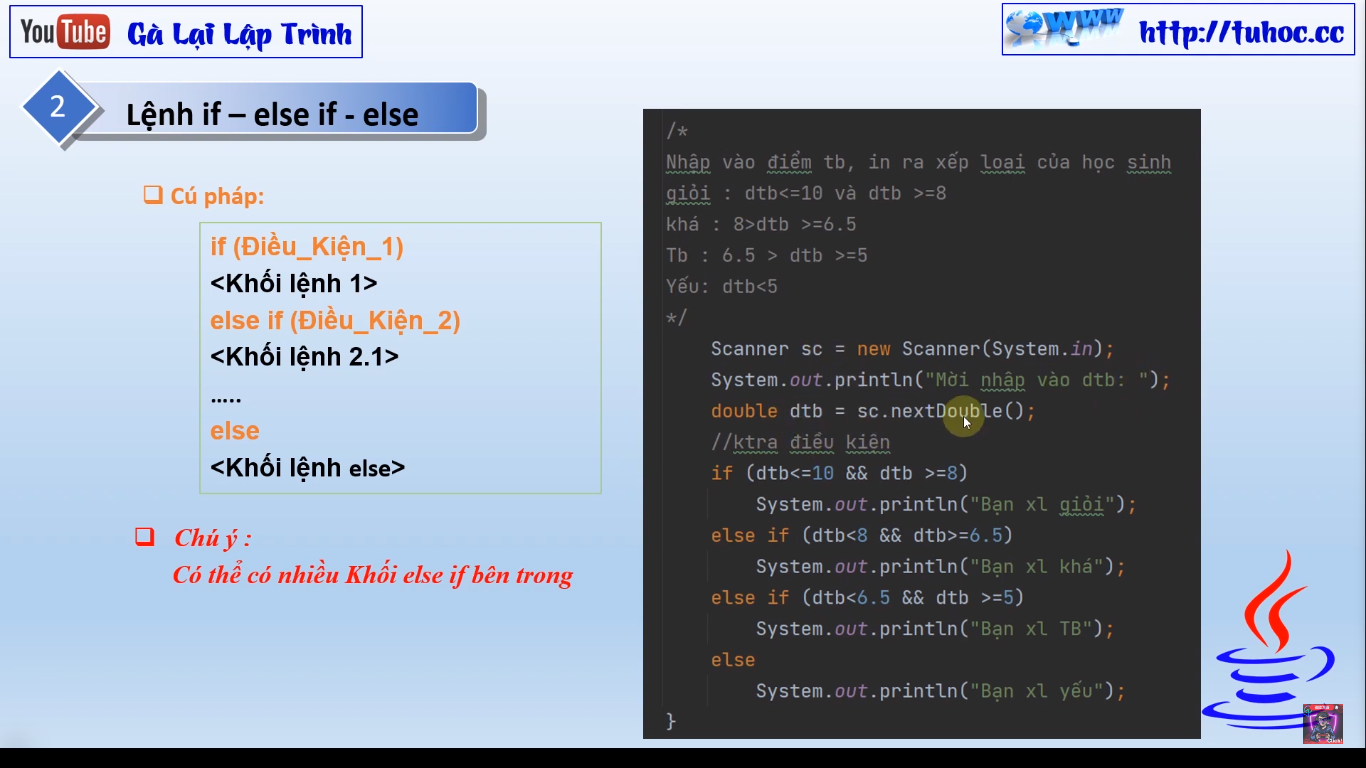 YouTube Gà Lại Lập Trình
WWW http://tuhoc.cc
2 Lệnh if – else if - else
Cú pháp:
if (Điều_Kiện_1)
<Khối lệnh 1>
else if (Điều_Kiện_2)
<Khối lệnh 2.1>
…..
else
<Khối lệnh else>
Chú ý :
Có thể có nhiều Khối else if bên trong
/*
Nhập vào điểm tb, in ra xếp loại của học sinh
giỏi : dtb<=10 và dtb >=8
khá : 8>dtb >=6.5
Tb : 6.5 > dtb >=5
Yếu: dtb<5
*/
Scanner sc = new Scanner(System.in);
System.out.println("Mời nhập vào dtb: ");
double dtb = sc.nextDouble();
//ktra điều kiện
if (dtb<=10 && dtb >=8)
System.out.println("Bạn xl giỏi");
else if (dtb<8 && dtb>=6.5)
System.out.println("Bạn xl khá");
else if (dtb<6.5 && dtb >=5)
System.out.println("Bạn xl TB");
else
System.out.println("Bạn xl yếu");
}